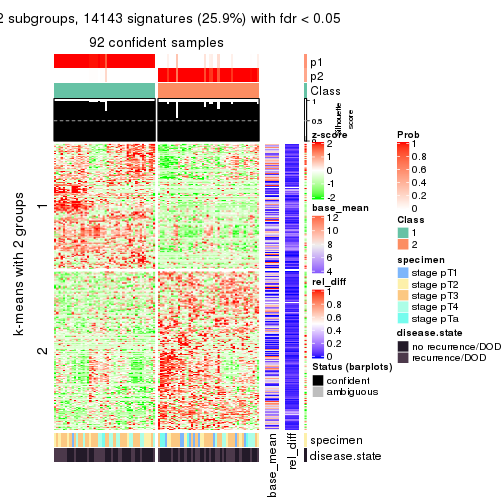 2 subgroups, 14143 signatures (25.9%) with fdr < 0.05
92 confident samples
p1
p2
Class
1
0.5
0
Silhouette
score
k-means with 2 groups
1
2
base_mean
rel_diff
specimen
disease.state
z-score
2
1
0
-1
-2
base_mean
12
10
8
6
4
rel_diff
1
0.8
0.6
0.4
0.2
0
Status (barplots)
confident
ambiguous
Prob
1
0.8
0.6
0.4
0.2
0
Class
1
2
specimen
stage pT1
stage pT2
stage pT3
stage pT4
stage pTa
disease.state
no recurrence/DOD
recurrence/DOD